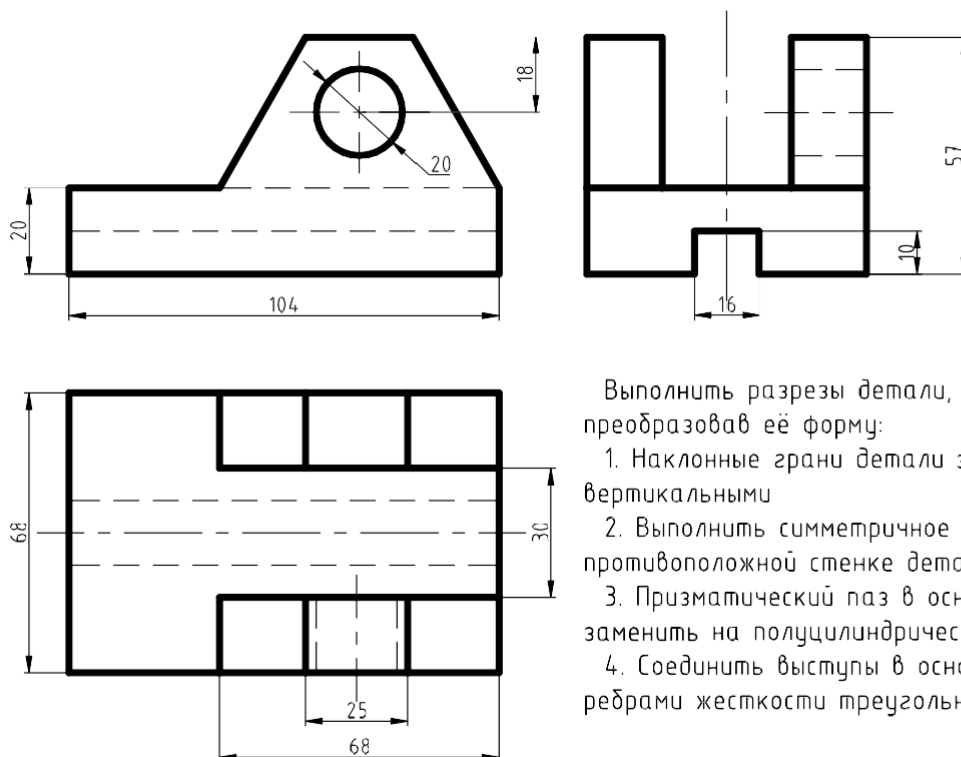 18
20
20
104
57
10
16
68
30
25
68
Выполнить разрезы детали,
преобразовав её форму:
1. Наклонные грани детали
вертикальными
2. Выполнить симметричное
противоположной стенке
3. Призматический паз в
заменить на
4. Соединить выступы в
ребрами жесткости